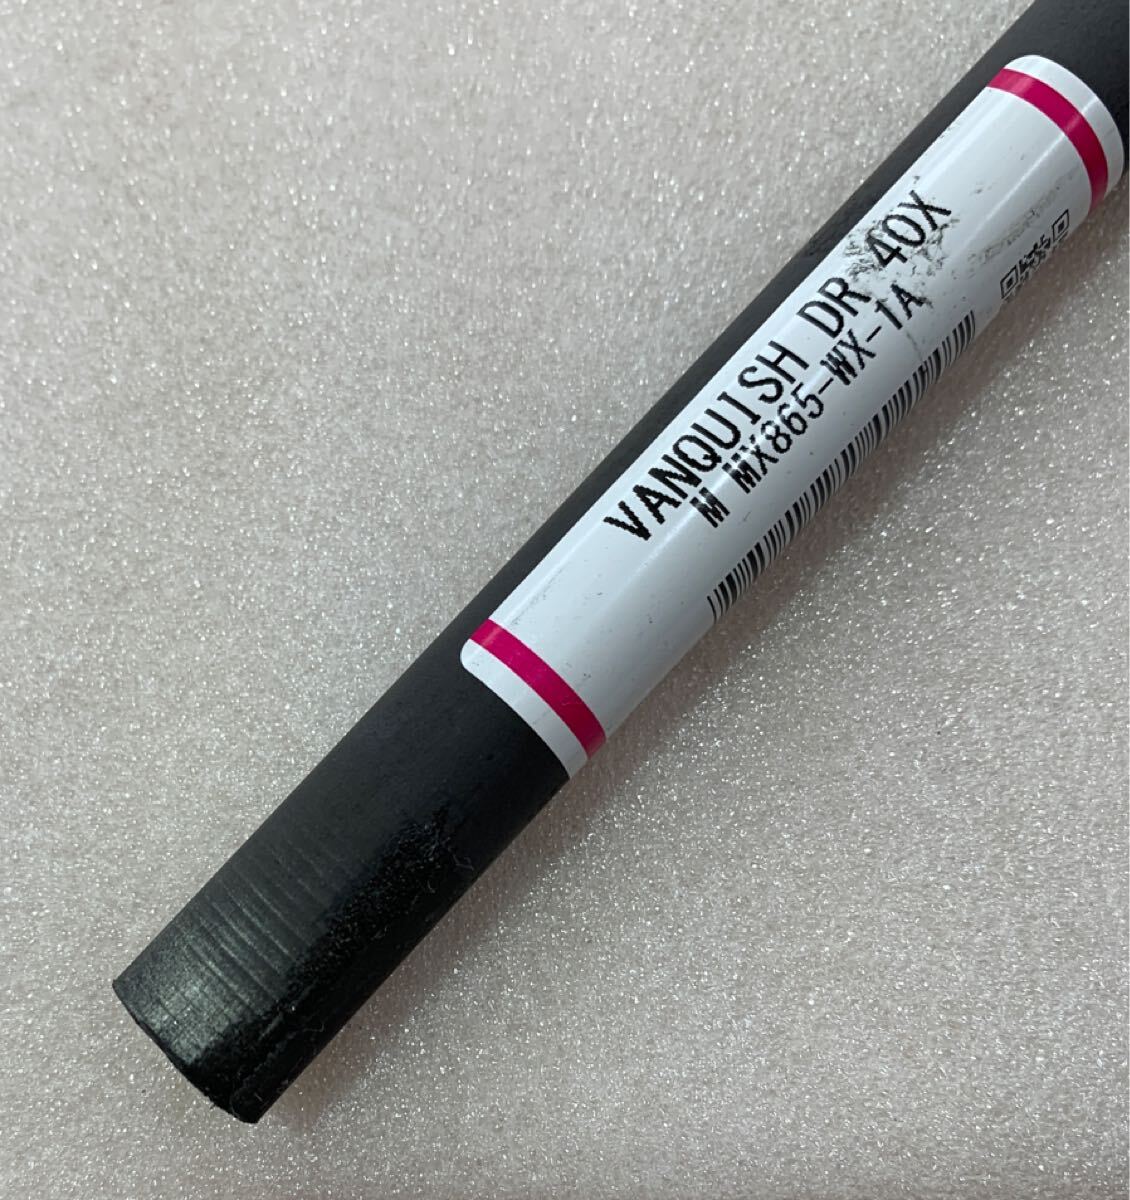 VANQUISH DR 40X
M MX865-WX-1A